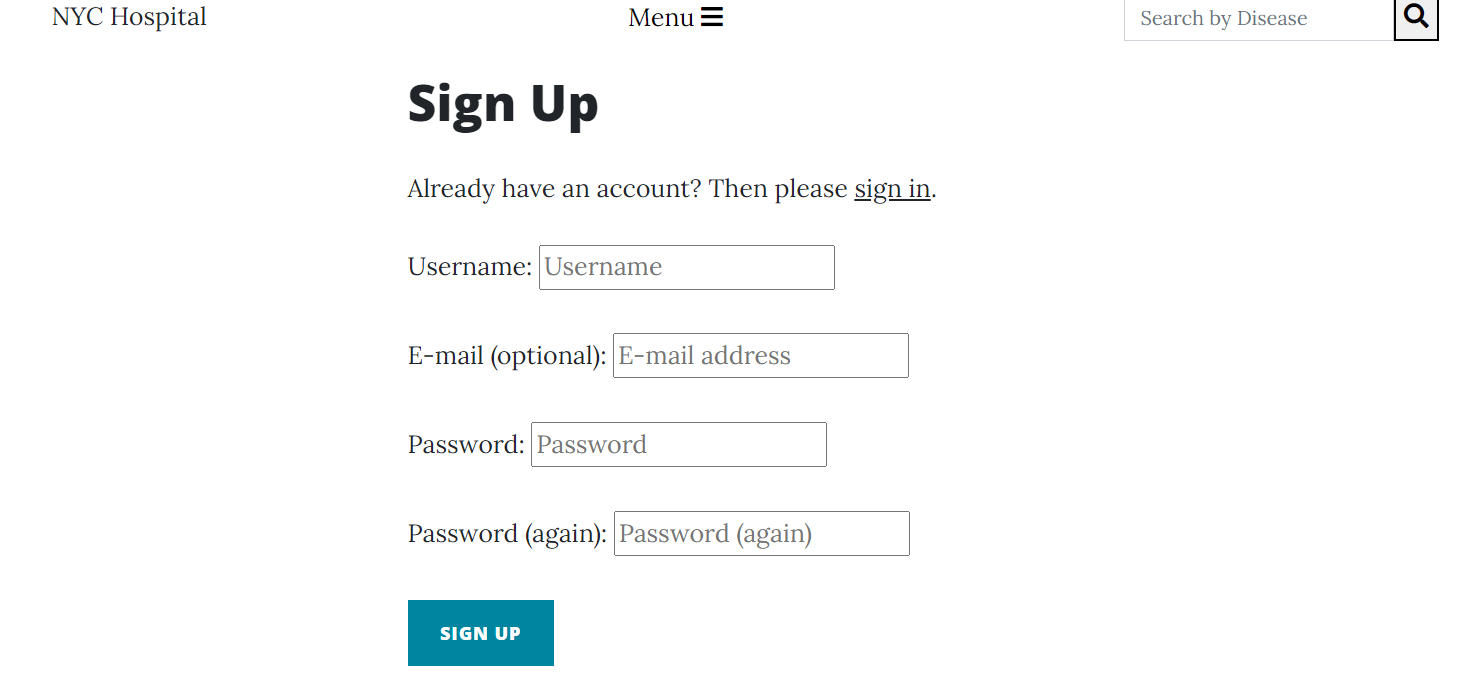 NYC Hospital
Menu
Search by Disease
Sign Up
Already have an account? Then please sign in.
Username: Username
E-mail (optional): E-mail address
Password: Password
Password (again): Password (again)
SIGN UP